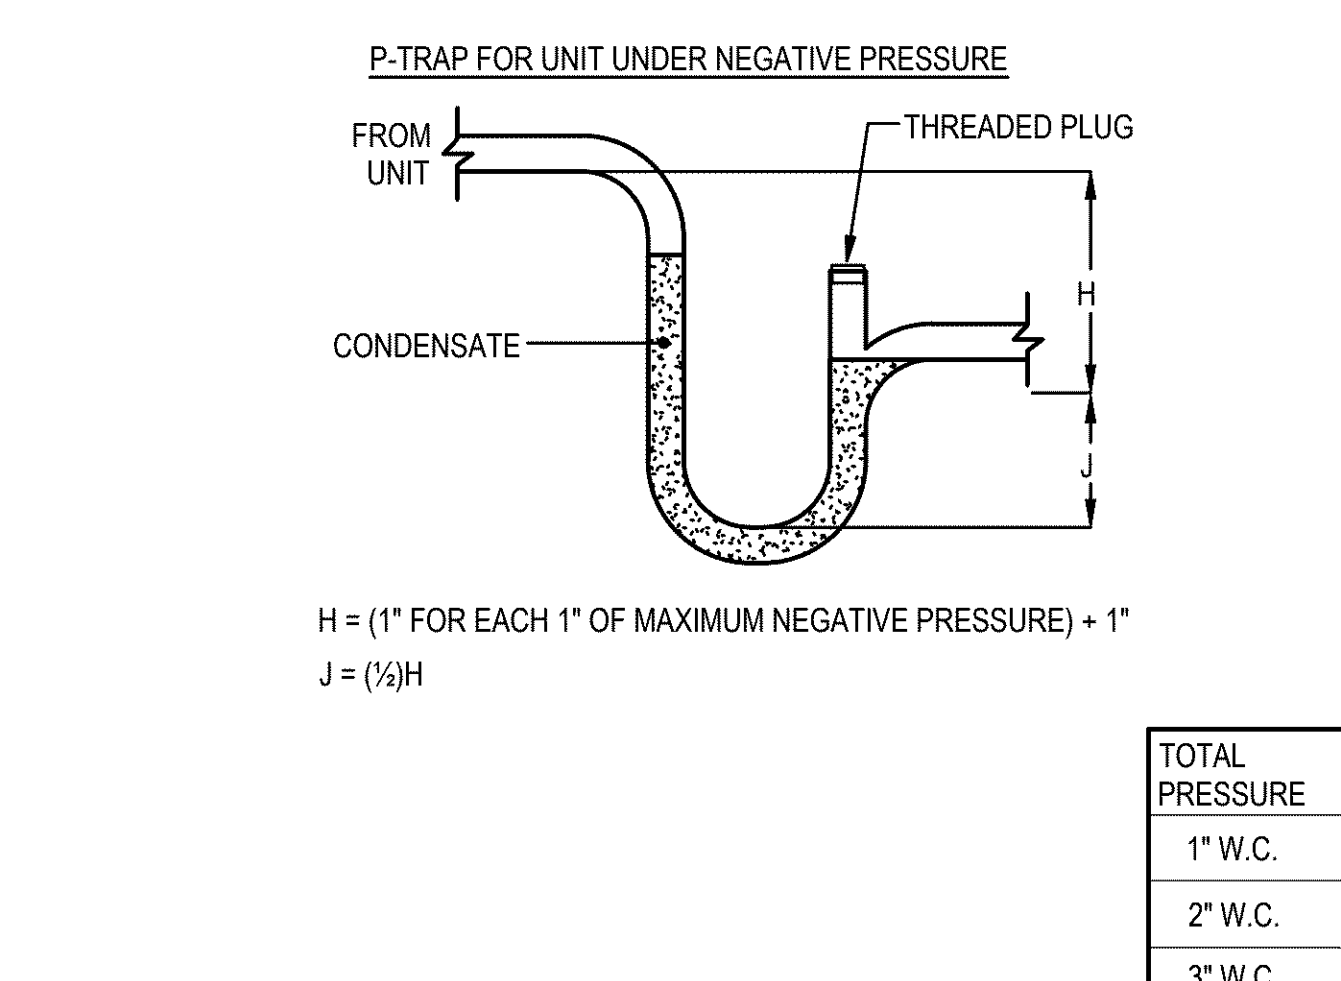 P-TRAP FOR UNIT UNDER NEGATIVE PRESSURE
FROM
UNIT
THREADED PLUG
H
CONDENSATE
J
H = (1" FOR EACH 1" OF MAXIMUM NEGATIVE PRESSURE) + 1"
J = (½)H
TOTAL
PRESSURE
1" W.C.
2" W.C.
3" W.C.